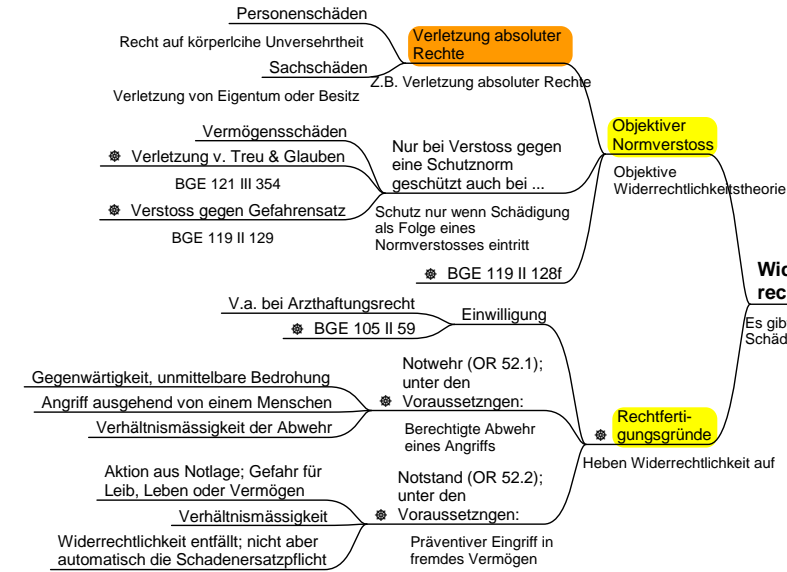 Personenschäden
Recht auf körperlcihe Unversehrtheit
Sachschäden
Verletzung von Eigentum oder Besitz
Verletzung absoluter
Rechte
Z.B. Verletzung absoluter Rechte
Vermögensschäden
Verletzung v. Treu & Glauben
BGE 121 III 354
Verstoss gegen Gefahrensatz
BGE 119 II 129
Nur bei Verstoss gegen
eine Schutznorm
geschützt auch bei ...
Schutz nur wenn Schädigung
als Folge eines
Normverstosses eintritt
BGE 119 II 128f
Objektiver
Normverstoss
Objektive
Widerrechtlichkeitstheorie
V.a. bei Arzthaftungsrecht
BGE 105 II 59
Einwilligung
Gegenwärtigkeit, unmittelbare Bedrohung
Angriff ausgehend von einem Menschen
Verhältnismässigkeit der Abwehr
Notwehr (OR 52.1);
unter den
Voraussetzngen:
Berechtigte Abwehr
eines Angriffs
Aktion aus Notlage; Gefahr für
Leib, Leben oder Vermögen
Verhältnismässigkeit
Widerrechtlichkeit entfällt; nicht aber
automatisch die Schadenersatzpflicht
Notstand (OR 52.2);
unter den
Voraussetzngen:
Präventiver Eingriff in
fremdes Vermögen
Rechtferti-
gungsgründe
Heben Widerrechtlichkeit auf
Es